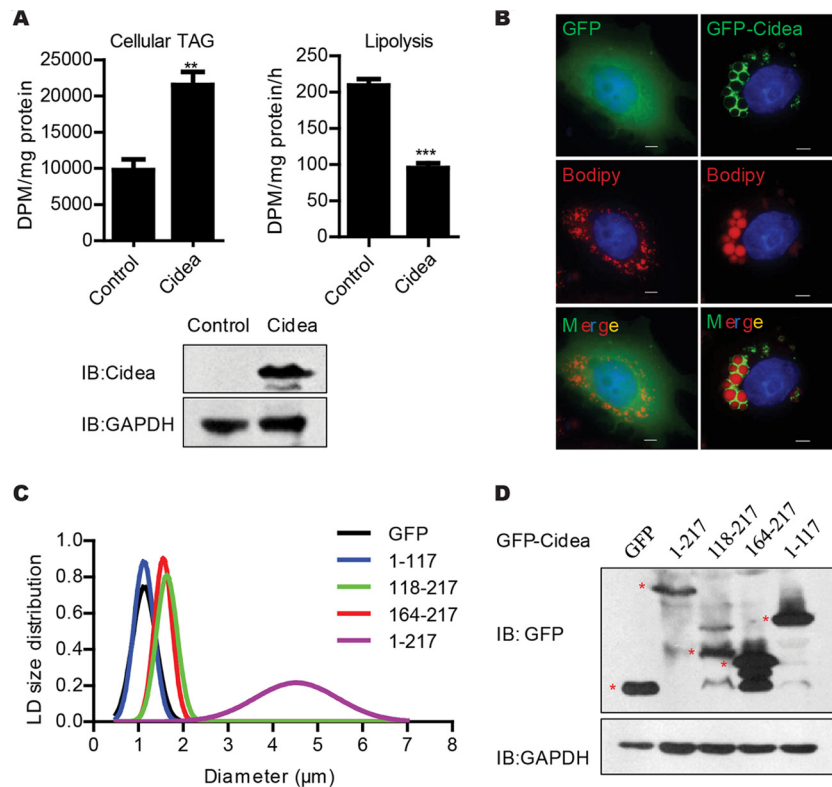 A
Cellular TAG
DPM/mg protein
25000
20000
15000
10000
5000
0
**
Control
Cidea
Lipolysis
DPM/mg protein/h
250
200
150
100
50
0
***
Control
Cidea
Control Cidea
IB:Cidea
IB:GAPDH
B
GFP
GFP-Cidea
Bodipy
Bodipy
Merge
Merge
C
LD size distribution
1.0
0.8
0.6
0.4
0.2
0.0
0 1 2 3 4 5 6 7 8
Diameter (µm)
GFP
1-117
118-217
164-217
1-217
D
GFP-Cidea
GFP
1-217
118-217
164-217
1-117
IB: GFP
*
*
*
*
*
*
IB:GAPDH